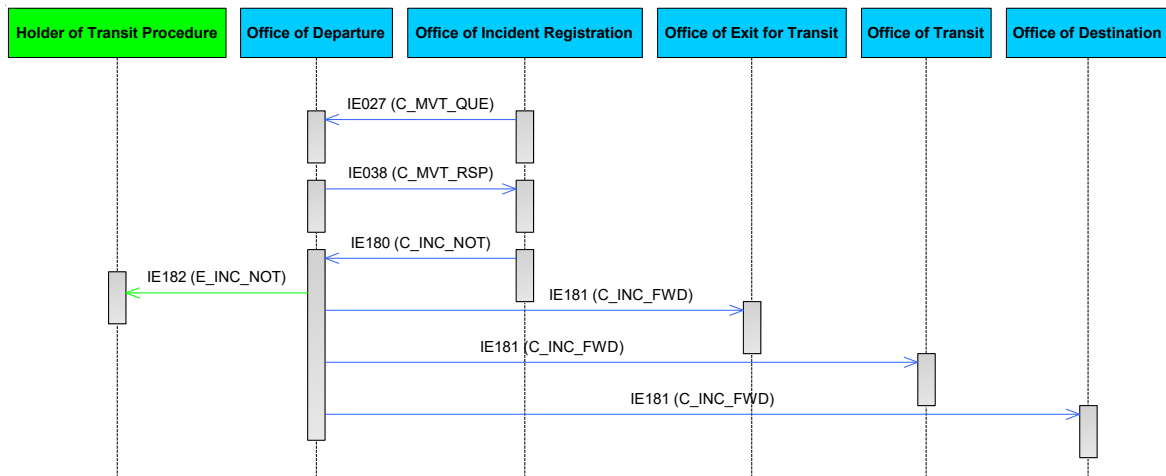 Holder of Transit Procedure
Office of Departure
Office of Incident Registration
Office of Exit for Transit
Office of Transit
Office of Destination
IE027 (C_MVT_QUE)
IE038 (C_MVT_RSP)
IE180 (C_INC_NOT)
IE182 (E_INC_NOT)
IE181 (C_INC_FWD)
IE181 (C_INC_FWD)
IE181 (C_INC_FWD)